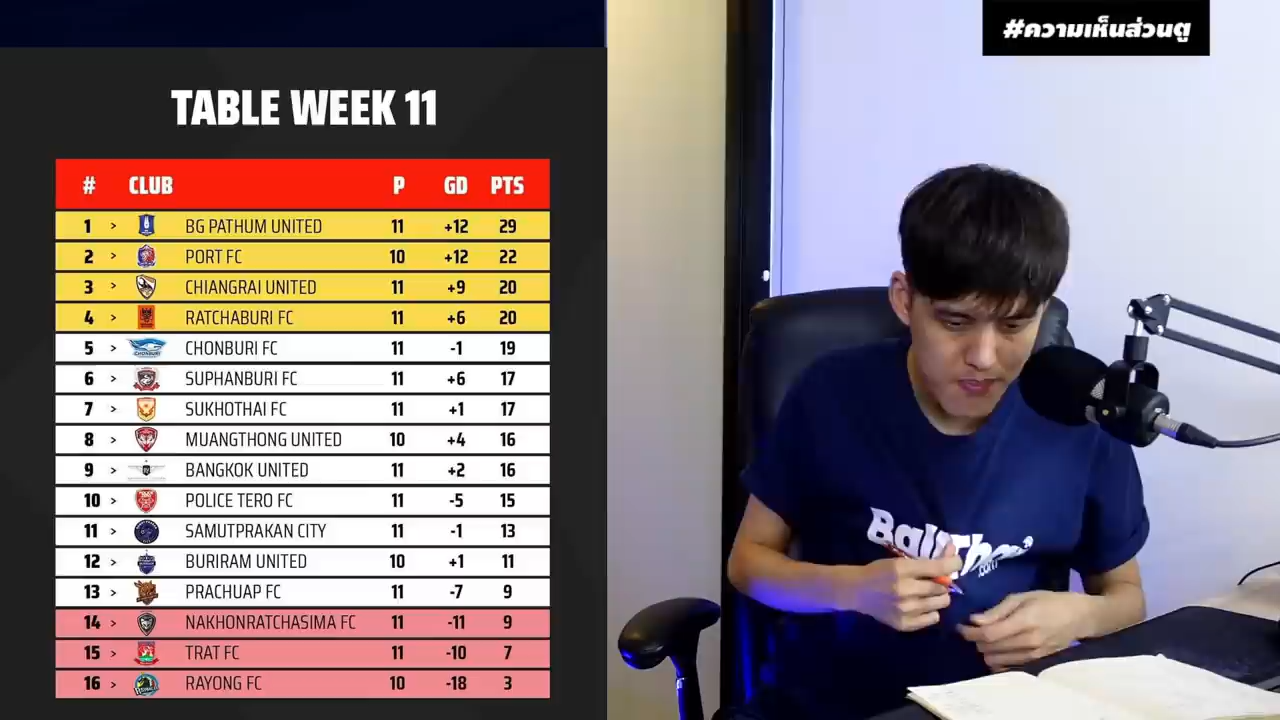 #ความเห็นส่วนตู
TABLE WEEK 11
# CLUB P GD PTS
1 > BG PATHUM UNITED 11 +12 29
2 > PORT FC 10 +12 22
3 > CHIANGRAI UNITED 11 +9 20
4 > RATCHABURI FC 11 +6 20
5 > CHONBURI FC 11 -1 19
6 > SUPHANBURI FC 11 +6 17
7 > SUKHOTHAI FC 11 +1 17
8 > MUANGTHONG UNITED 10 +4 16
9 > BANGKOK UNITED 11 +2 16
10 > POLICE TERO FC 11 -5 15
11 > SAMUTPRAKAN CITY 11 -1 13
12 > BURIRAM UNITED 10 +1 11
13 > PRACHUAP FC 11 -7 9
14 > NAKHONRATCHASIMA FC 11 -11 9
15 > TRAT FC 11 -10 7
16 > RAYONG FC 10 -18 3